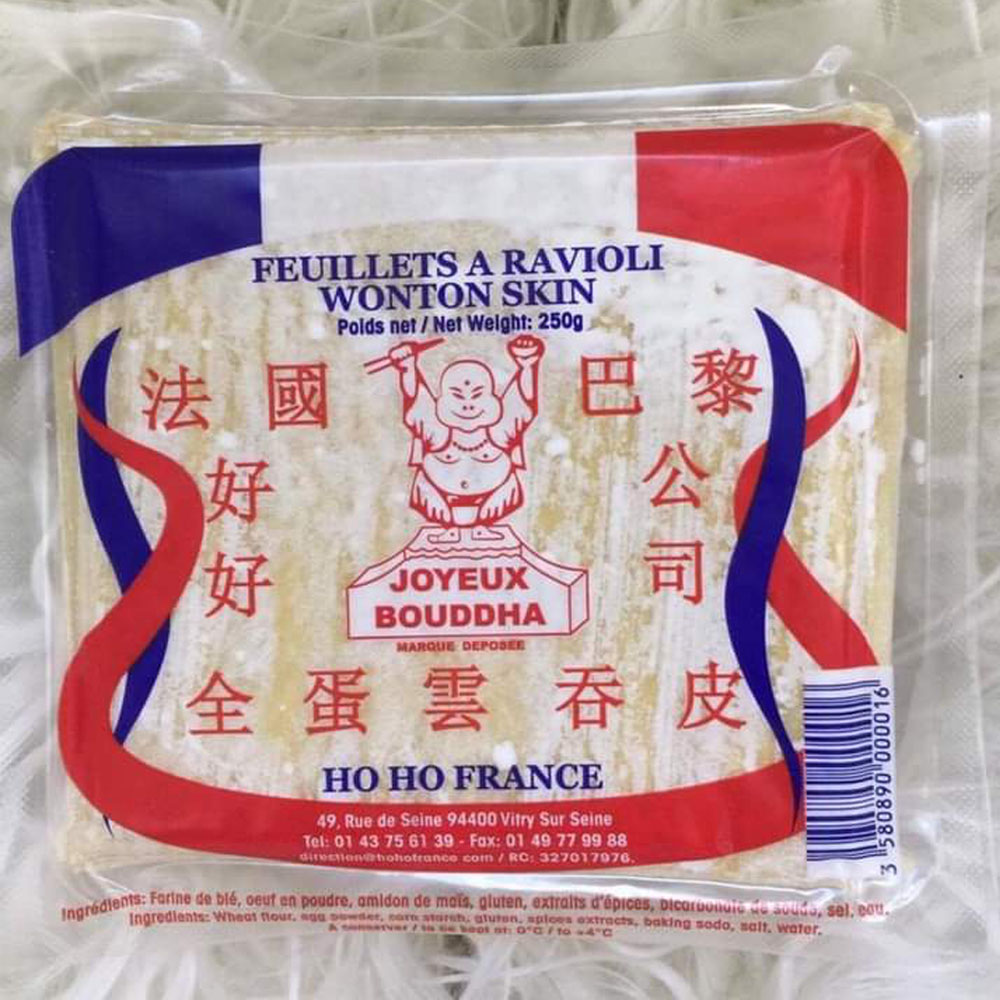 FEUILLETS A RAVIOLI
WONTON SKIN
Poids net / Net Weight: 250g
法國 巴黎
好好 公司
JOYEUX
BOUDDHA
MARQUE DEPOSEE
全蛋雲吞皮
HO HO FRANCE
49, Rue de Seine 94400 Vitry Sur Seine
Tel: 01 43 75 61 39 - Fax: 01 49 77 99 88
direction@hohofrance.com / RC: 327017976.
3 580890 000016
Ingrédients: Farine de blé, oeuf en poudre, amidon de maïs, gluten, extraits d'épices, bicarbonate de souds, sel, eau.
Ingredients: Wheat flour, egg powder, corn starch, gluten, spices extracts, baking soda, salt, water.
A conserver / to be kept at: 0°C / to +4°C